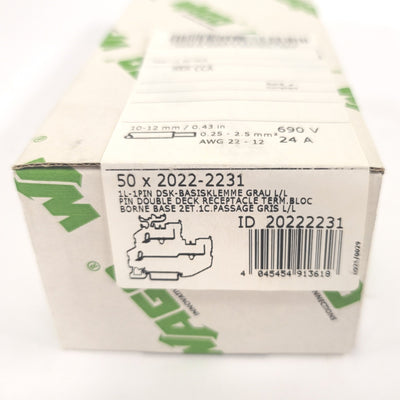 10-12 mm / 0.43 in
0.25 - 2.5 mm²
AWG 22 - 12
690 V
24 A
50 x 2022-2231
1L-1PIN DSK-BASISKLEMME GRAU L/L
PIN DOUBLE DECK RECEPTACLE TERM.BLOC
BORNE BASE 2ET.1C.PASSAGE GRIS L/L
ID 20222231
4 045454 913618
WAGO
WAGO